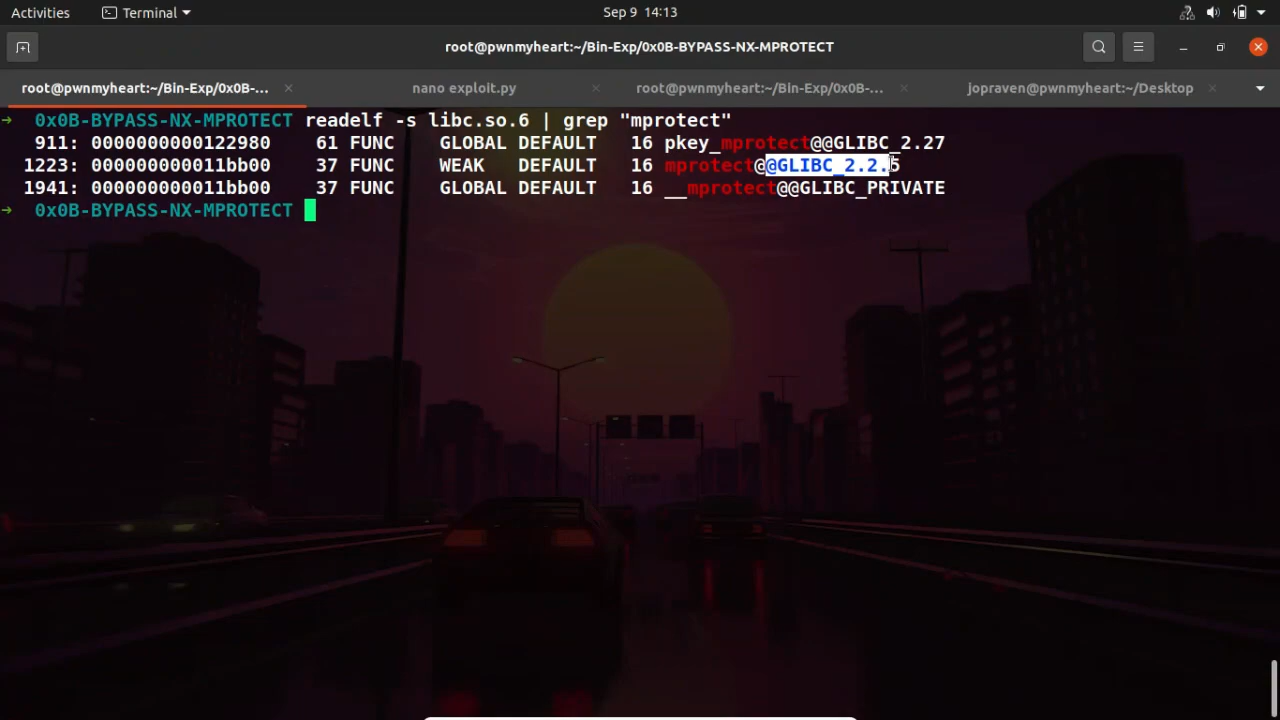 Activities Terminal Sep 9 14:13
root@pwnmyheart:~/Bin-Exp/0x0B-BYPASS-NX-MPROTECT
root@pwnmyheart:~/Bin-Exp/0x0B-... nano exploit.py root@pwnmyheart:~/Bin-Exp/0x0B-... jopraven@pwnmyheart:~/Desktop
→ 0x0B-BYPASS-NX-MPROTECT readelf -s libc.so.6 | grep "mprotect"
911: 0000000000122980 61 FUNC GLOBAL DEFAULT 16 pkey_mprotect@@GLIBC_2.27
1223: 000000000011bb00 37 FUNC WEAK DEFAULT 16 mprotect@@GLIBC_2.2.5
1941: 000000000011bb00 37 FUNC GLOBAL DEFAULT 16 __mprotect@@GLIBC_PRIVATE
→ 0x0B-BYPASS-NX-MPROTECT